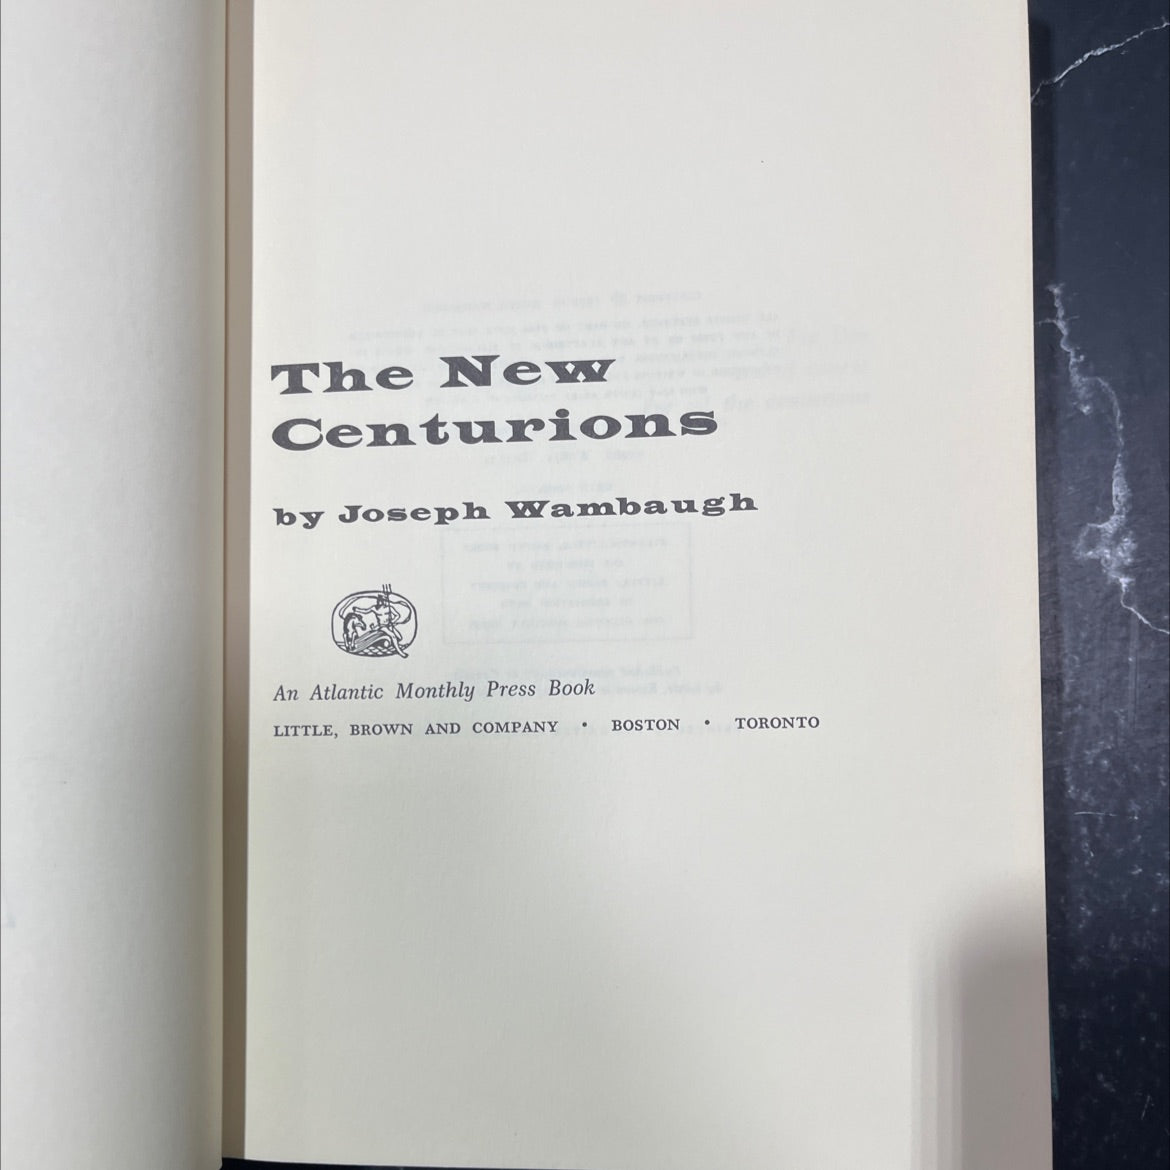 The New
Centurions
by Joseph Wambaugh
An Atlantic Monthly Press Book
LITTLE, BROWN AND COMPANY • BOSTON • TORONTO